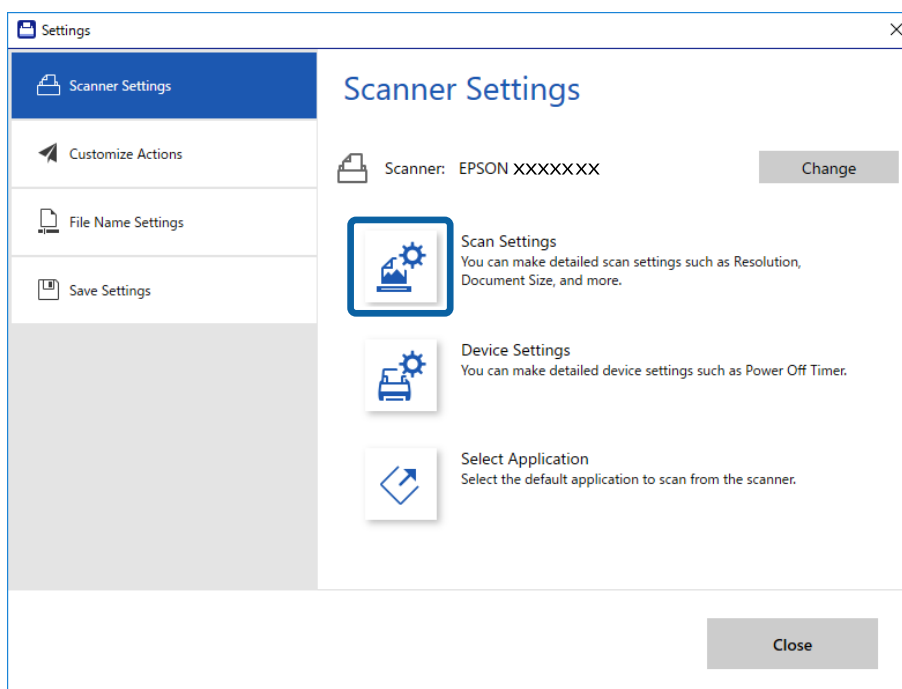 Settings
Scanner Settings
Customize Actions
File Name Settings
Save Settings
Scanner Settings
Scanner: EPSON XXXXXXX
Change
Scan Settings
You can make detailed scan settings such as Resolution,
Document Size, and more.
Device Settings
You can make detailed device settings such as Power Off Timer.
Select Application
Select the default application to scan from the scanner.
Close